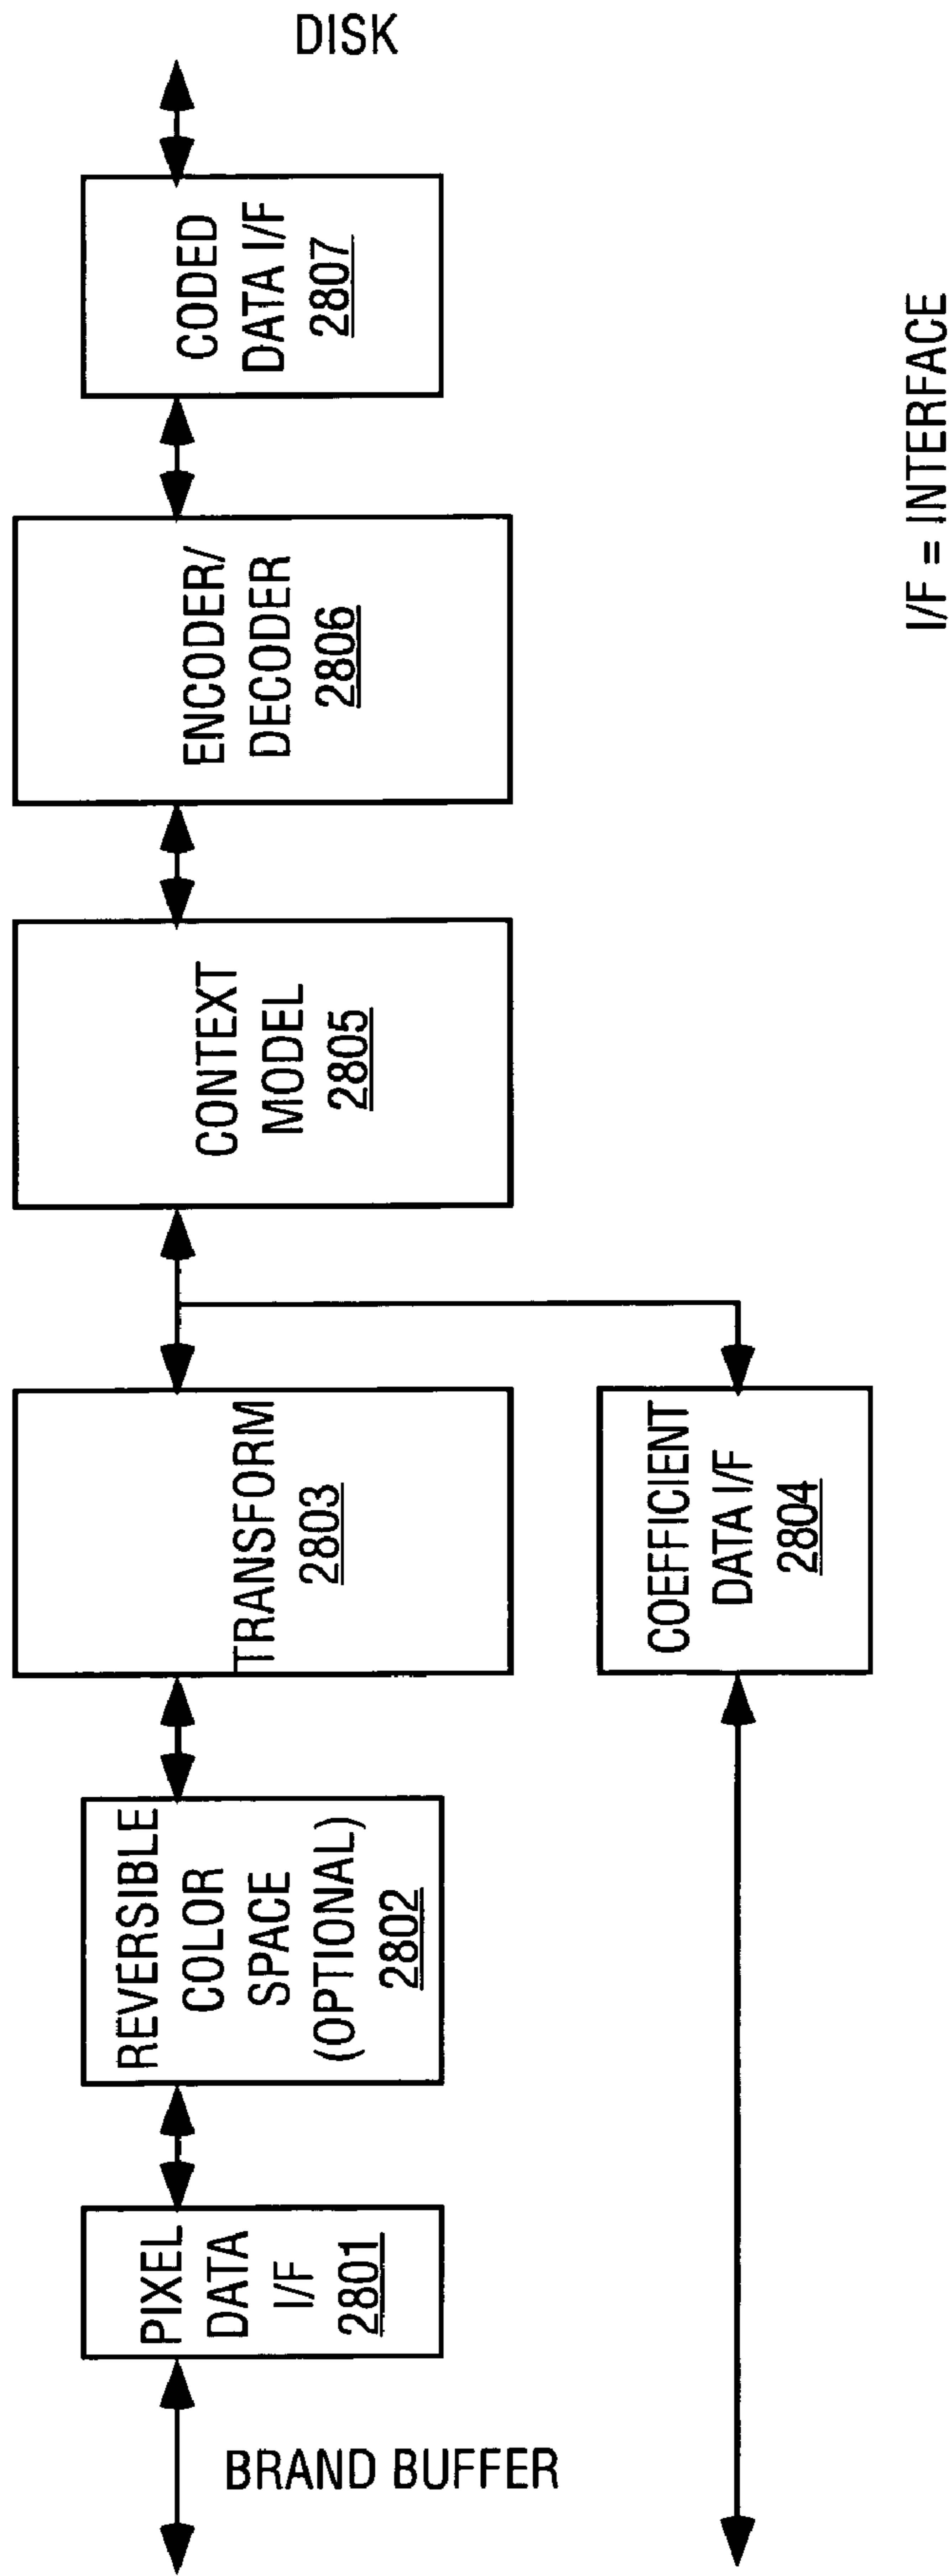 BRAND BUFFER
PIXEL
DATA
I/F
2801
REVERSIBLE
COLOR
SPACE
(OPTIONAL)
2802
TRANSFORM
2803
COEFFICIENT
DATA I/F
2804
CONTEXT
MODEL
2805
ENCODER/
DECODER
2806
CODED
DATA I/F
2807
DISK
I/F = INTERFACE